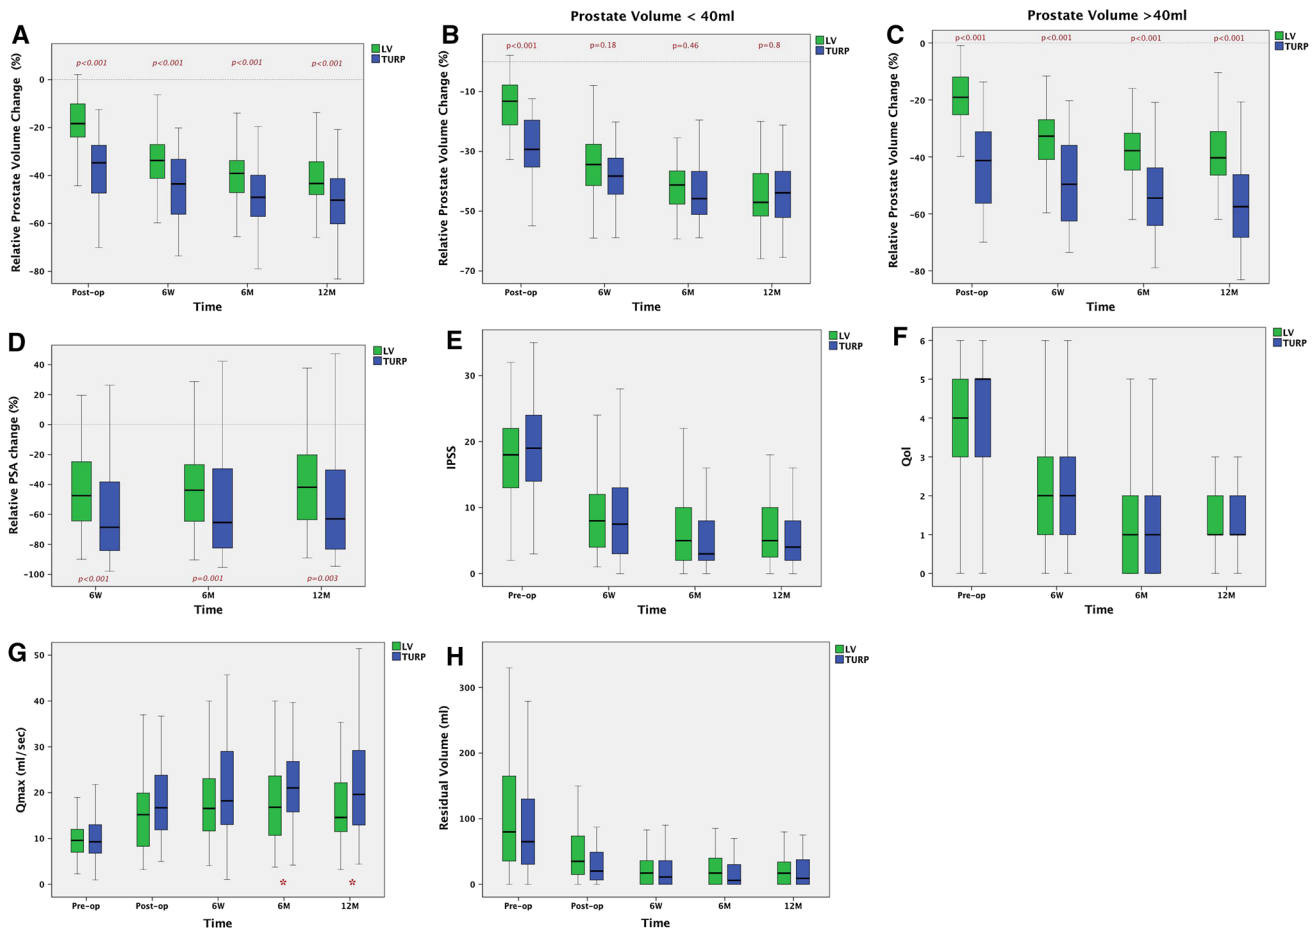 A
LV
TURP
p<0.001
p<0.001
p<0.001
p<0.001
Relative Prostate Volume Change (%)
0
−20
−40
−60
−80
Post-op
6W
6M
12M
Time
B
Prostate Volume < 40ml
LV
TURP
p<0.001
p=0.18
p=0.46
p=0.8
Relative Prostate Volume Change (%)
−10
−30
−50
−70
Post-op
6W
6M
12M
Time
C
Prostate Volume >40ml
LV
TURP
p<0.001
p<0.001
p<0.001
p<0.001
Relative Prostate Volume Change (%)
0
−20
−40
−60
−80
Post-op
6W
6M
12M
Time
D
LV
TURP
Relative PSA change (%)
40
20
0
−20
−40
−60
−80
−100
p<0.001
p=0.001
p=0.003
6W
6M
12M
Time
E
LV
TURP
IPSS
30
20
10
0
Pre-op
6W
6M
12M
Time
F
LV
TURP
Qol
6
5
4
3
2
1
0
Pre-op
6W
6M
12M
Time
G
LV
TURP
Qmax (ml/sec)
50
40
30
20
10
0
*
*
Pre-op
Post-op
6W
6M
12M
Time
H
LV
TURP
Residual Volume (ml)
300
200
100
0
Pre-op
Post-op
6W
6M
12M
Time